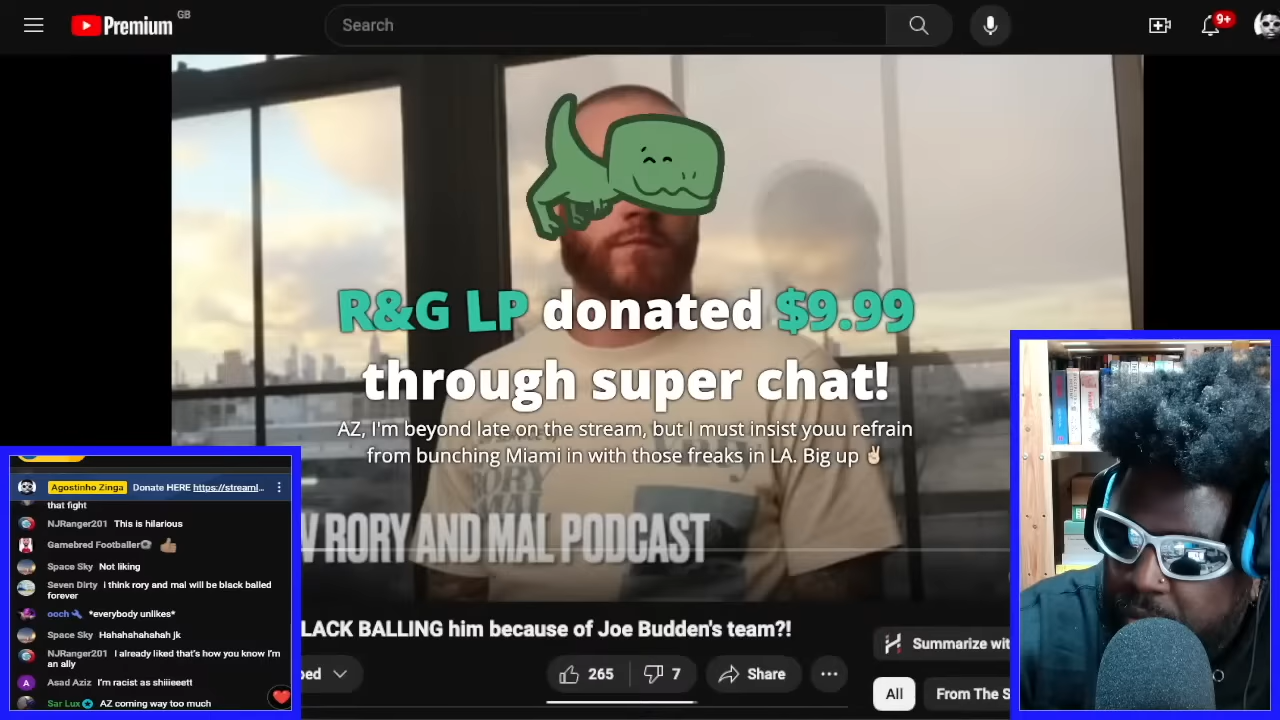 Premium GB
Search
9+
R&G LP donated $9.99
through super chat!
AZ, I'm beyond late on the stream, but I must insist youu refrain
from bunching Miami in with those freaks in LA. Big up ✌🏼
RORY AND MAL PODCAST
LACK BALLING him because of Joe Budden's team?!
265
7
Share
Summarize wit
All
From The S
Agostinho Zinga Donate HERE https://streaml...
that fight
NJRanger201 This is hilarious
Gamebred Footballer
Space Sky Not liking
Seven Dirty i think rory and mal will be black balled
forever
ooch *everybody unlikes*
Space Sky Hahahahahahah jk
NJRanger201 I already liked that's how you know I'm
an ally
Asad Aziz I'm racist as shiiieeett
Sar Lux AZ coming way too much